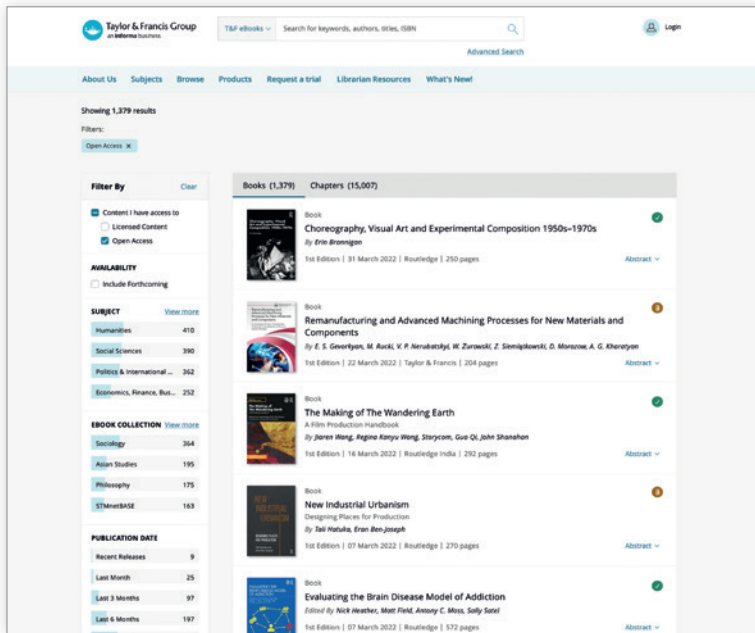 Taylor & Francis Group
an informa business
T&F eBooks
Search for keywords, authors, titles, ISBN
Login
Advanced Search
About Us Subjects Browse Products Request a trial Librarian Resources What's New!
Showing 1,379 results
Filters:
Open Access ×
Filter By Clear
Content I have access to
Licensed Content
Open Access
AVAILABILITY
Include Forthcoming
SUBJECT View more
Humanities 410
Social Sciences 390
Politics & International ... 362
Economics, Finance, Bus... 252
EBOOK COLLECTION View more
Sociology 364
Asian Studies 195
Philosophy 175
STMnetBASE 163
PUBLICATION DATE
Recent Releases 9
Last Month 25
Last 3 Months 97
Last 6 Months 197
Books (1,379) Chapters (15,007)
Book
Choreography, Visual Art and Experimental Composition 1950s–1970s
By Erin Brannigan
1st Edition | 31 March 2022 | Routledge | 250 pages
Abstract
Book
Remanufacturing and Advanced Machining Processes for New Materials and
Components
By E. S. Gevorkyan, M. Rucki, V. P. Nerubatskyi, W. Żurowski, Z. Siemiątkowski, D. Morozow, A. G. Kharatyan
1st Edition | 22 March 2022 | Taylor & Francis | 204 pages
Abstract
Book
The Making of The Wandering Earth
A Film Production Handbook
By Jiaren Wang, Regina Kanyu Wang, Storycom, Guo Qi, John Shanahan
1st Edition | 16 March 2022 | Routledge India | 292 pages
Abstract
NEW
INDUSTRIAL
URBANISM
Book
New Industrial Urbanism
Designing Places for Production
By Tali Hatuka, Eran Ben-Joseph
1st Edition | 07 March 2022 | Routledge | 270 pages
Abstract
Book
Evaluating the Brain Disease Model of Addiction
Edited By Nick Heather, Matt Field, Antony C. Moss, Sally Satel
1st Edition | 07 March 2022 | Routledge | 572 pages
Abstract